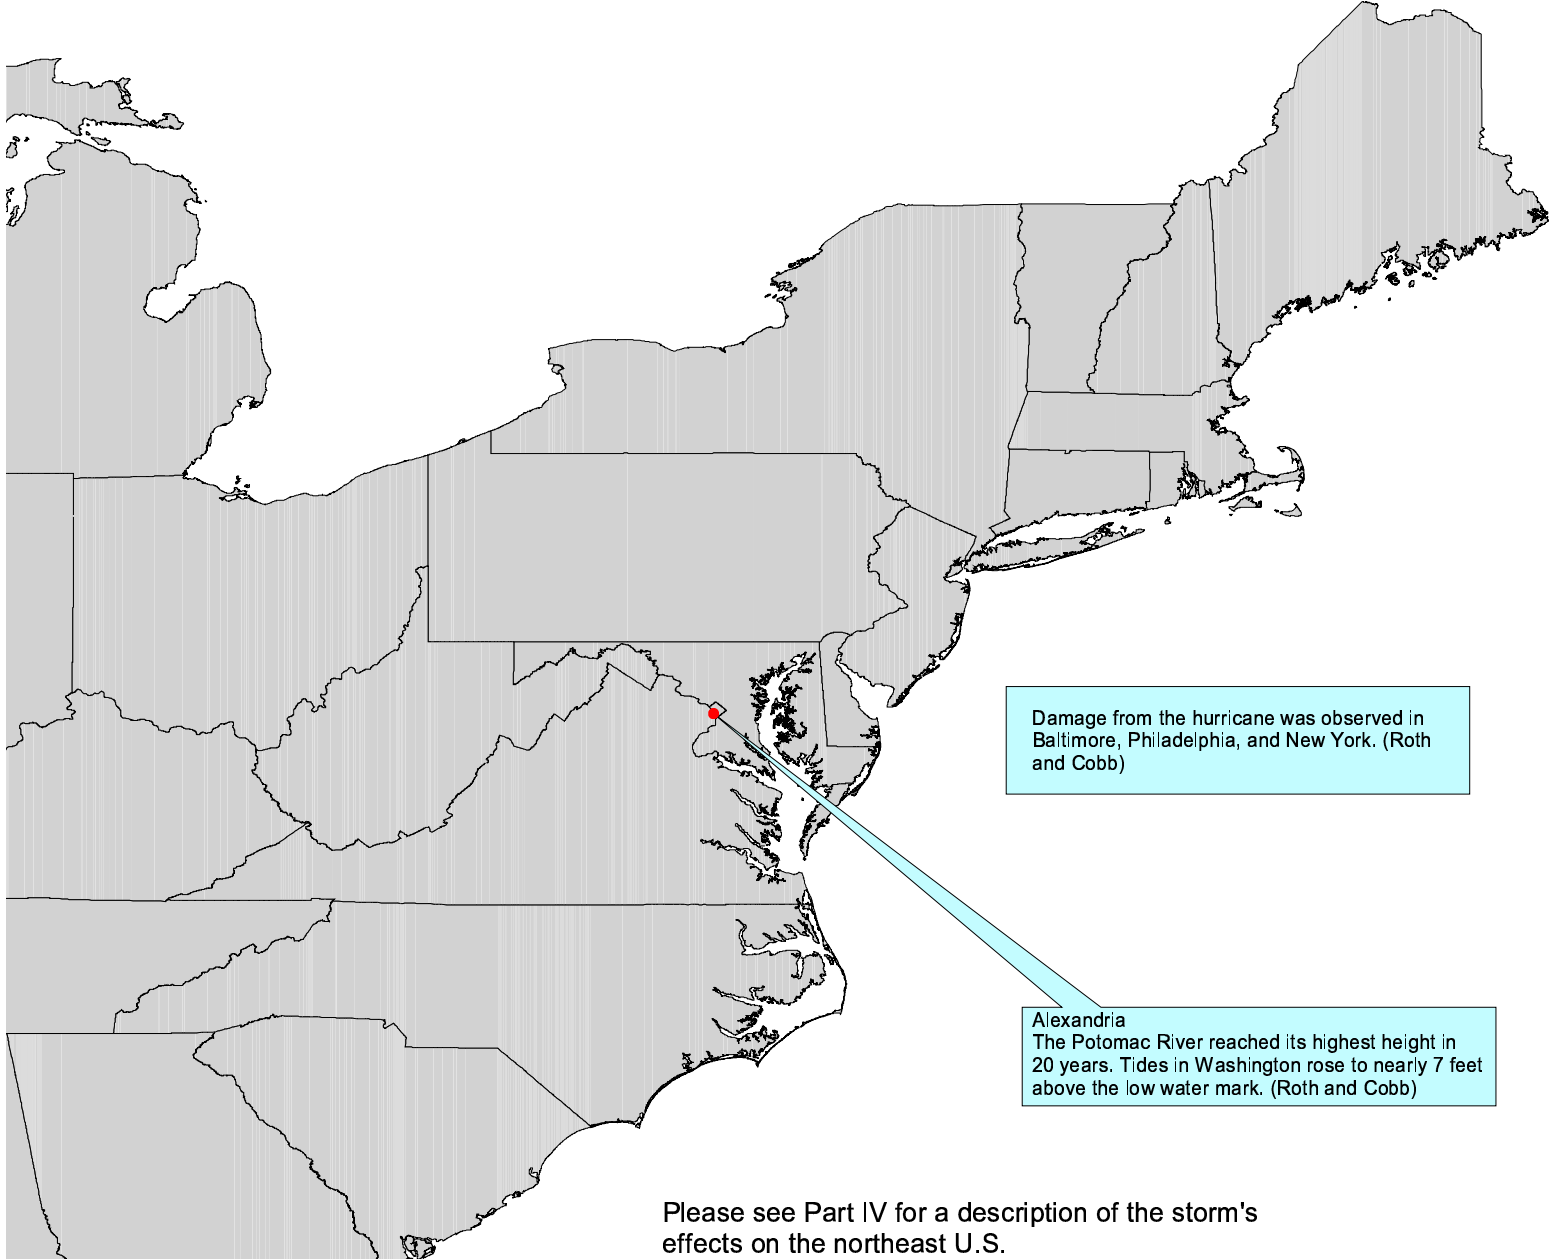 Damage from the hurricane was observed in
Baltimore, Philadelphia, and New York. (Roth
and Cobb)
Alexandria
The Potomac River reached its highest height in
20 years. Tides in Washington rose to nearly 7 feet
above the low water mark. (Roth and Cobb)
Please see Part IV for a description of the storm's
effects on the northeast U.S.